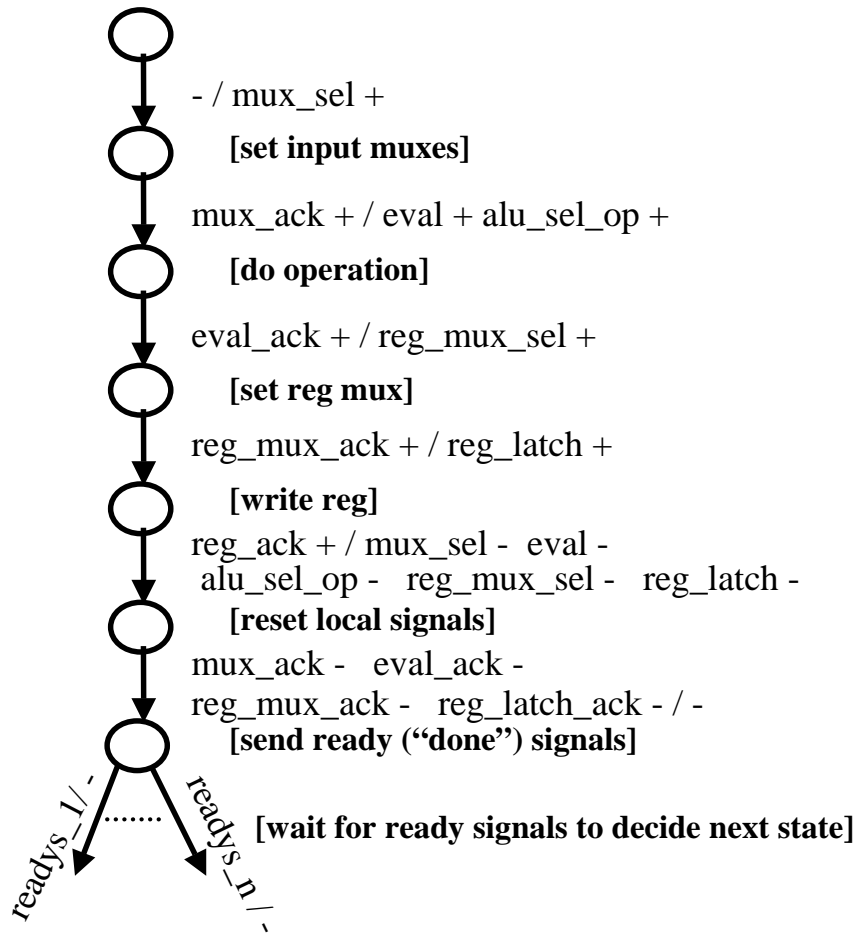 - / mux_sel +
[set input muxes]
mux_ack + / eval + alu_sel_op +
[do operation]
eval_ack + / reg_mux_sel +
[set reg mux]
reg_mux_ack + / reg_latch +
[write reg]
reg_ack + / mux_sel - eval -
alu_sel_op - reg_mux_sel - reg_latch -
[reset local signals]
mux_ack - eval_ack -
reg_mux_ack - reg_latch_ack - / -
[send ready (“done”) signals]
readys_1/ -
.......
readys_n / -
[wait for ready signals to decide next state]